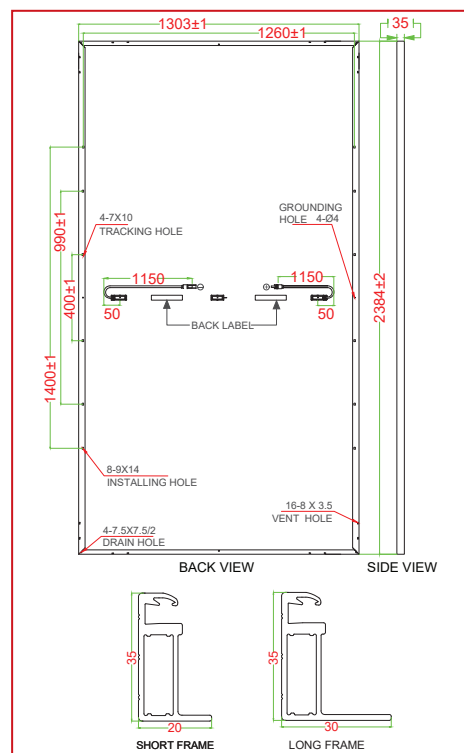 1303±1
35
1260±1
4-7X10
TRACKING HOLE
GROUNDING
HOLE 4-Ø4
990±1
400±1
1400±1
2384±2
1150
1150
50
50
BACK LABEL
8-9X14
INSTALLING HOLE
16-8 X 3.5
VENT HOLE
4-7.5X7.5/2
DRAIN HOLE
BACK VIEW
SIDE VIEW
35
20
35
30
SHORT FRAME
LONG FRAME